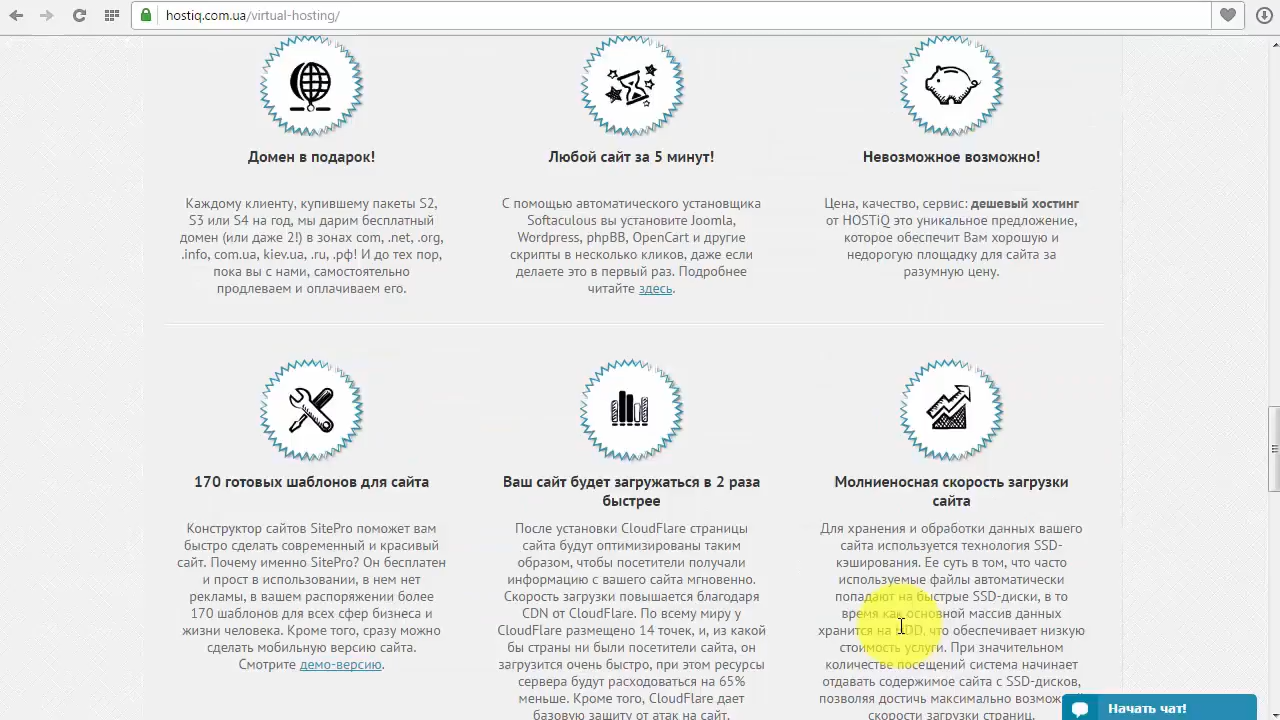 hostiq.com.ua/virtual-hosting/
Домен в подарок!
Каждому клиенту, купившему пакеты S2,
S3 или S4 на год, мы дарим бесплатный
домен (или даже 2!) в зонах com, .net, .org,
.info, com.ua, kiev.ua, .ru, .рф! И до тех пор,
пока вы с нами, самостоятельно
продлеваем и оплачиваем его.
Любой сайт за 5 минут!
С помощью автоматического установщика
Softaculous вы установите Joomla,
Wordpress, phpBB, OpenCart и другие
скрипты в несколько кликов, даже если
делаете это в первый раз. Подробнее
читайте здесь.
Невозможное возможно!
Цена, качество, сервис: дешевый хостинг
от HOSTiQ это уникальное предложение,
которое обеспечит Вам хорошую и
недорогую площадку для сайта за
разумную цену.
170 готовых шаблонов для сайта
Конструктор сайтов SitePro поможет вам
быстро сделать современный и красивый
сайт. Почему именно SitePro? Он бесплатен
и прост в использовании, в нем нет
рекламы, в вашем распоряжении более
170 шаблонов для всех сфер бизнеса и
жизни человека. Кроме того, сразу можно
сделать мобильную версию сайта.
Смотрите демо-версию.
Ваш сайт будет загружаться в 2 раза
быстрее
После установки CloudFlare страницы
сайта будут оптимизированы таким
образом, чтобы посетители получали
информацию с вашего сайта мгновенно.
Скорость загрузки повышается благодаря
CDN от CloudFlare. По всему миру у
CloudFlare размещено 14 точек, и, из какой
бы страны ни были посетители сайта, он
загрузится очень быстро, при этом ресурсы
сервера будут расходоваться на 65%
меньше. Кроме того, CloudFlare дает
базовую защиту от атак на сайт.
Молниеносная скорость загрузки
сайта
Для хранения и обработки данных вашего
сайта используется технология SSD-
кэширования. Ее суть в том, что часто
используемые файлы автоматически
попадают на быстрые SSD-диски, в то
время как основной массив данных
хранится на HDD, что обеспечивает низкую
стоимость услуги. При значительном
количестве посещений система начинает
отдавать содержимое сайта с SSD-дисков,
позволяя достичь максимально возможной
скорости загрузки страниц.
Начать чат!